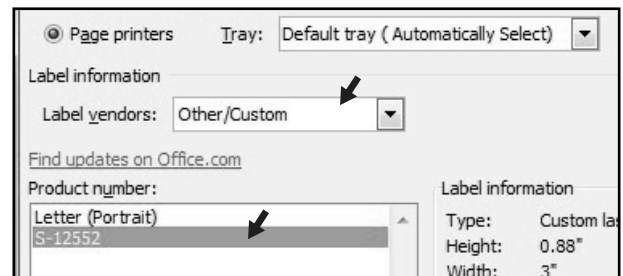 Page printers Tray: Default tray ( Automatically Select)
Label information
Label vendors: Other/Custom
Find updates on Office.com
Product number: Label information
Letter (Portrait) Type: Custom
S-12552 Height: 0.88"
Width: 3"